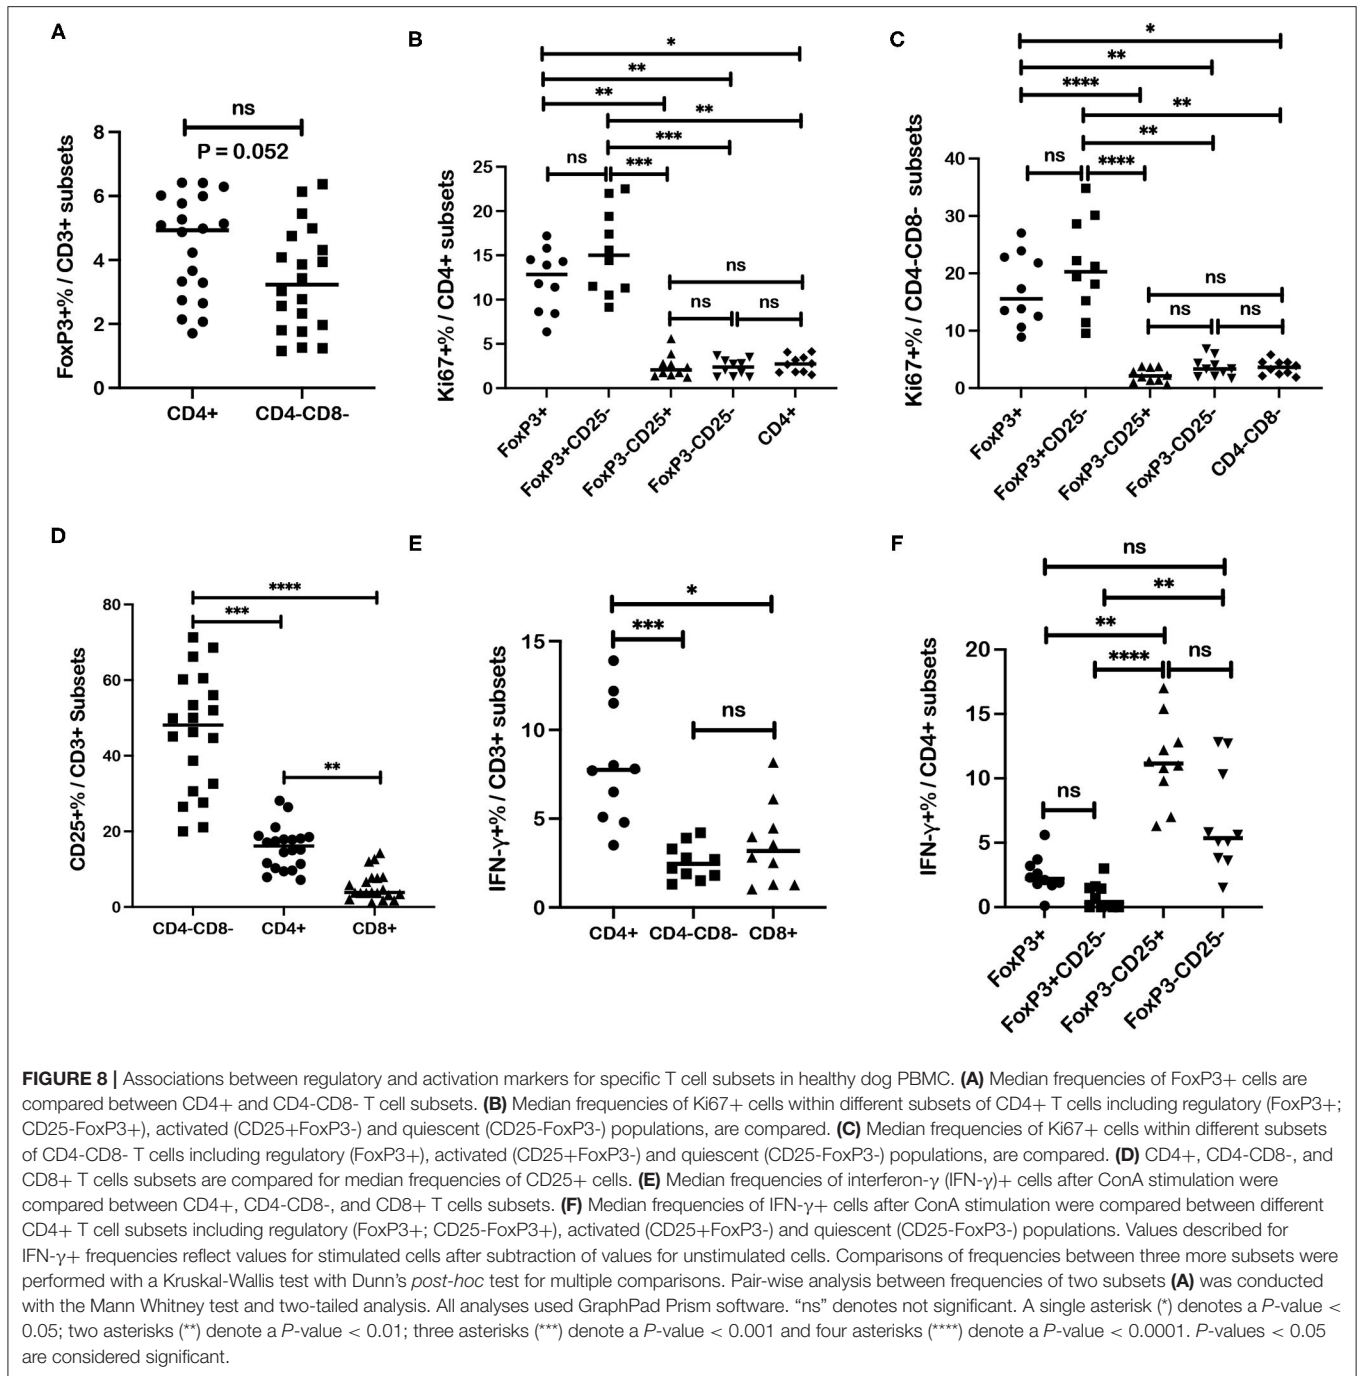 A
ns
P = 0.052
FoxP3+% / CD3+ subsets
8
6
4
2
0
CD4+
CD4-CD8-
B
*
**
**
**
***
ns
***
ns
ns
ns
Ki67+% / CD4+ subsets
25
20
15
10
5
0
FoxP3+
FoxP3+CD25-
FoxP3-CD25+
FoxP3-CD25-
CD4+
C
*
**
****
**
**
ns
****
ns
ns
ns
Ki67+% / CD4-CD8- subsets
40
30
20
10
0
FoxP3+
FoxP3+CD25-
FoxP3-CD25+
FoxP3-CD25-
CD4-CD8-
D
****
***
**
CD25+% / CD3+ Subsets
80
60
40
20
0
CD4-CD8-
CD4+
CD8+
E
*
***
ns
IFN-γ+% / CD3+ subsets
15
10
5
0
CD4+
CD4-CD8-
CD8+
F
ns
**
**
****
ns
ns
IFN-γ+% / CD4+ subsets
20
15
10
5
0
FoxP3+
FoxP3+CD25-
FoxP3-CD25+
FoxP3-CD25-
FIGURE 8 | Associations between regulatory and activation markers for specific T cell subsets in healthy dog PBMC. (A) Median frequencies of FoxP3+ cells are
compared between CD4+ and CD4-CD8- T cell subsets. (B) Median frequencies of Ki67+ cells within different subsets of CD4+ T cells including regulatory (FoxP3+;
CD25-FoxP3+), activated (CD25+FoxP3-) and quiescent (CD25-FoxP3-) populations, are compared. (C) Median frequencies of Ki67+ cells within different subsets
of CD4-CD8- T cells including regulatory (FoxP3+), activated (CD25+FoxP3-) and quiescent (CD25-FoxP3-) populations, are compared. (D) CD4+, CD4-CD8-, and
CD8+ T cells subsets are compared for median frequencies of CD25+ cells. (E) Median frequencies of interferon-γ (IFN-γ)+ cells after ConA stimulation were
compared between CD4+, CD4-CD8-, and CD8+ T cells subsets. (F) Median frequencies of IFN-γ+ cells after ConA stimulation were compared between different
CD4+ T cell subsets including regulatory (FoxP3+; CD25-FoxP3+), activated (CD25+FoxP3-) and quiescent (CD25-FoxP3-) populations. Values described for
IFN-γ+ frequencies reflect values for stimulated cells after subtraction of values for unstimulated cells. Comparisons of frequencies between three more subsets were
performed with a Kruskal-Wallis test with Dunn's post-hoc test for multiple comparisons. Pair-wise analysis between frequencies of two subsets (A) was conducted
with the Mann Whitney test and two-tailed analysis. All analyses used GraphPad Prism software. “ns” denotes not significant. A single asterisk (*) denotes a P-value <
0.05; two asterisks (**) denote a P-value < 0.01; three asterisks (***) denote a P-value < 0.001 and four asterisks (****) denote a P-value < 0.0001. P-values < 0.05
are considered significant.